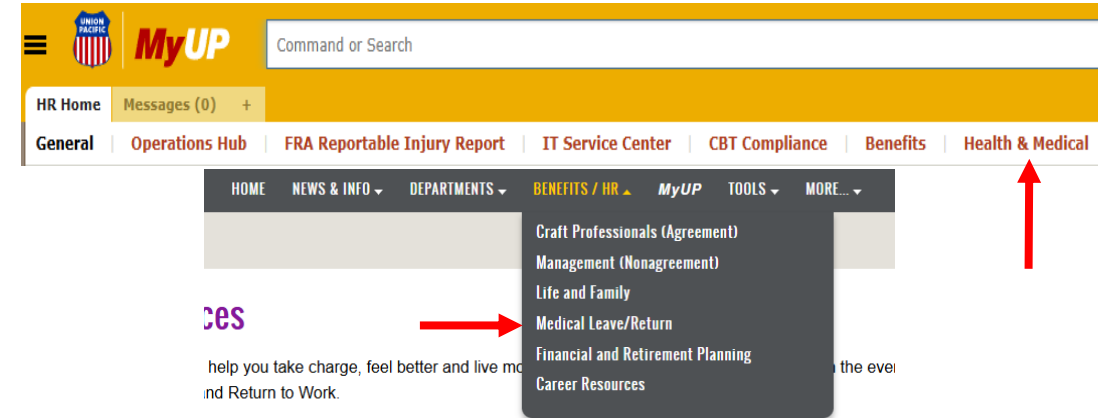 UNION
PACIFIC
MyUP
Command or Search
HR Home Messages (0) +
General | Operations Hub | FRA Reportable Injury Report | IT Service Center | CBT Compliance | Benefits | Health & Medical
HOME NEWS & INFO DEPARTMENTS BENEFITS / HR MyUP TOOLS MORE...
Craft Professionals (Agreement)
Management (Nonagreement)
Life and Family
Medical Leave/Return
Financial and Retirement Planning
Career Resources
ces
help you take charge, feel better and live mo the eve
nd Return to Work.